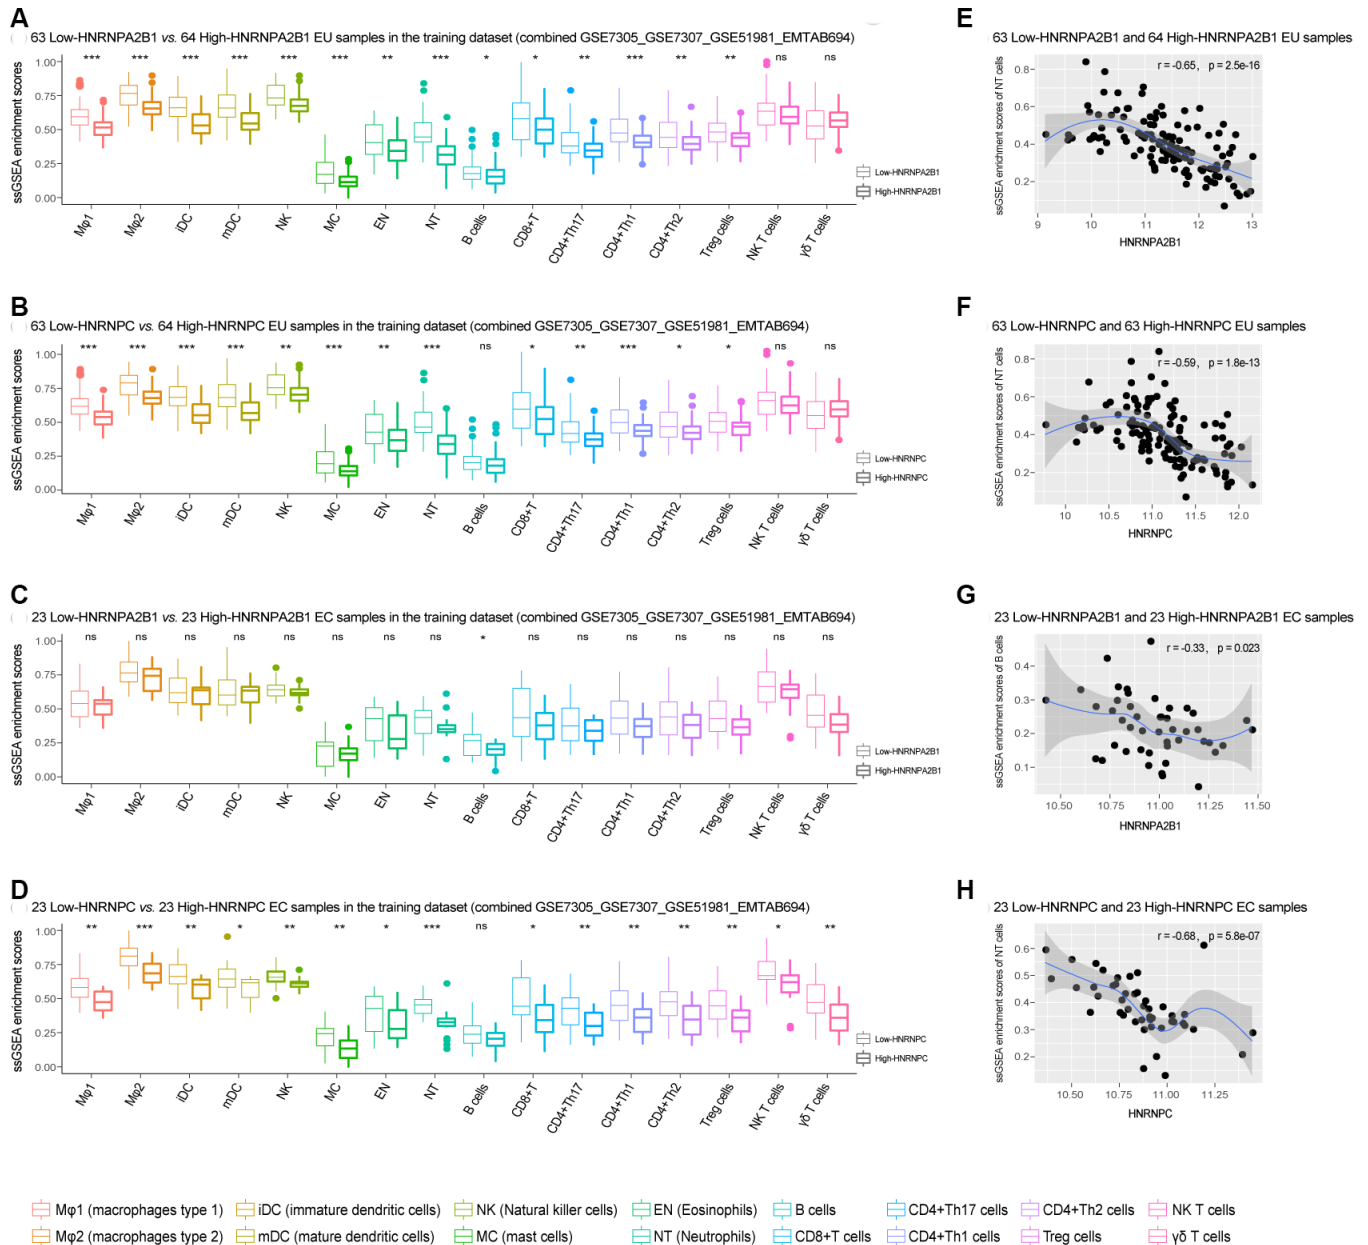 A
63 Low-HNRNPA2B1 vs. 64 High-HNRNPA2B1 EU samples in the training dataset (combined GSE7305_GSE7307_GSE51981_EMTAB694)
*** *** *** *** *** *** ** *** * * ** *** ** ** ns ns
ssGSEA enrichment scores
1.00
0.75
0.50
0.25
0.00
Low-HNRNPA2B1
High-HNRNPA2B1
Mφ1 Mφ2 iDC mDC NK MC EN NT B cells CD8+T CD4+Th17 CD4+Th1 CD4+Th2 Treg cells NK T cells γδ T cells
E
63 Low-HNRNPA2B1 and 64 High-HNRNPA2B1 EU samples
r = -0.65, p = 2.5e-16
ssGSEA enrichment scores of NT cells
0.8
0.6
0.4
0.2
9 10 11 12 13
HNRNPA2B1
B
63 Low-HNRNPC vs. 64 High-HNRNPC EU samples in the training dataset (combined GSE7305_GSE7307_GSE51981_EMTAB694)
*** *** *** *** ** *** ** *** ns * ** *** * * ns ns
ssGSEA enrichment scores
1.00
0.75
0.50
0.25
0.00
Low-HNRNPC
High-HNRNPC
Mφ1 Mφ2 iDC mDC NK MC EN NT B cells CD8+T CD4+Th17 CD4+Th1 CD4+Th2 Treg cells NK T cells γδ T cells
F
63 Low-HNRNPC and 63 High-HNRNPC EU samples
r = -0.59, p = 1.8e-13
ssGSEA enrichment scores of NT cells
0.8
0.6
0.4
0.2
10 10.5 11.0 11.5 12.0
HNRNPC
C
23 Low-HNRNPA2B1 vs. 23 High-HNRNPA2B1 EC samples in the training dataset (combined GSE7305_GSE7307_GSE51981_EMTAB694)
ns ns ns ns ns ns ns ns * ns ns ns ns ns ns ns
ssGSEA enrichment scores
1.00
0.75
0.50
0.25
0.00
Low-HNRNPA2B1
High-HNRNPA2B1
Mφ1 Mφ2 iDC mDC NK MC EN NT B cells CD8+T CD4+Th17 CD4+Th1 CD4+Th2 Treg cells NK T cells γδ T cells
G
23 Low-HNRNPA2B1 and 23 High-HNRNPA2B1 EC samples
r = -0.33, p = 0.023
ssGSEA enrichment scores of B cells
0.4
0.3
0.2
0.1
10.50 10.75 11.00 11.25 11.50
HNRNPA2B1
D
23 Low-HNRNPC vs. 23 High-HNRNPC EC samples in the training dataset (combined GSE7305_GSE7307_GSE51981_EMTAB694)
** *** ** * ** ** * *** ns * ** ** ** ** * **
ssGSEA enrichment scores
1.00
0.75
0.50
0.25
0.00
Low-HNRNPC
High-HNRNPC
Mφ1 Mφ2 iDC mDC NK MC EN NT B cells CD8+T CD4+Th17 CD4+Th1 CD4+Th2 Treg cells NK T cells γδ T cells
H
23 Low-HNRNPC and 23 High-HNRNPC EC samples
r = -0.68, p = 5.8e-07
ssGSEA enrichment scores of NT cells
0.6
0.5
0.4
0.3
0.2
10.50 10.75 11.00 11.25
HNRNPC
Mφ1 (macrophages type 1) iDC (immature dendritic cells) NK (Natural killer cells) EN (Eosinophils) B cells CD4+Th17 cells CD4+Th2 cells NK T cells
Mφ2 (macrophages type 2) mDC (mature dendritic cells) MC (mast cells) NT (Neutrophils) CD8+T cells CD4+Th1 cells Treg cells γδ T cells